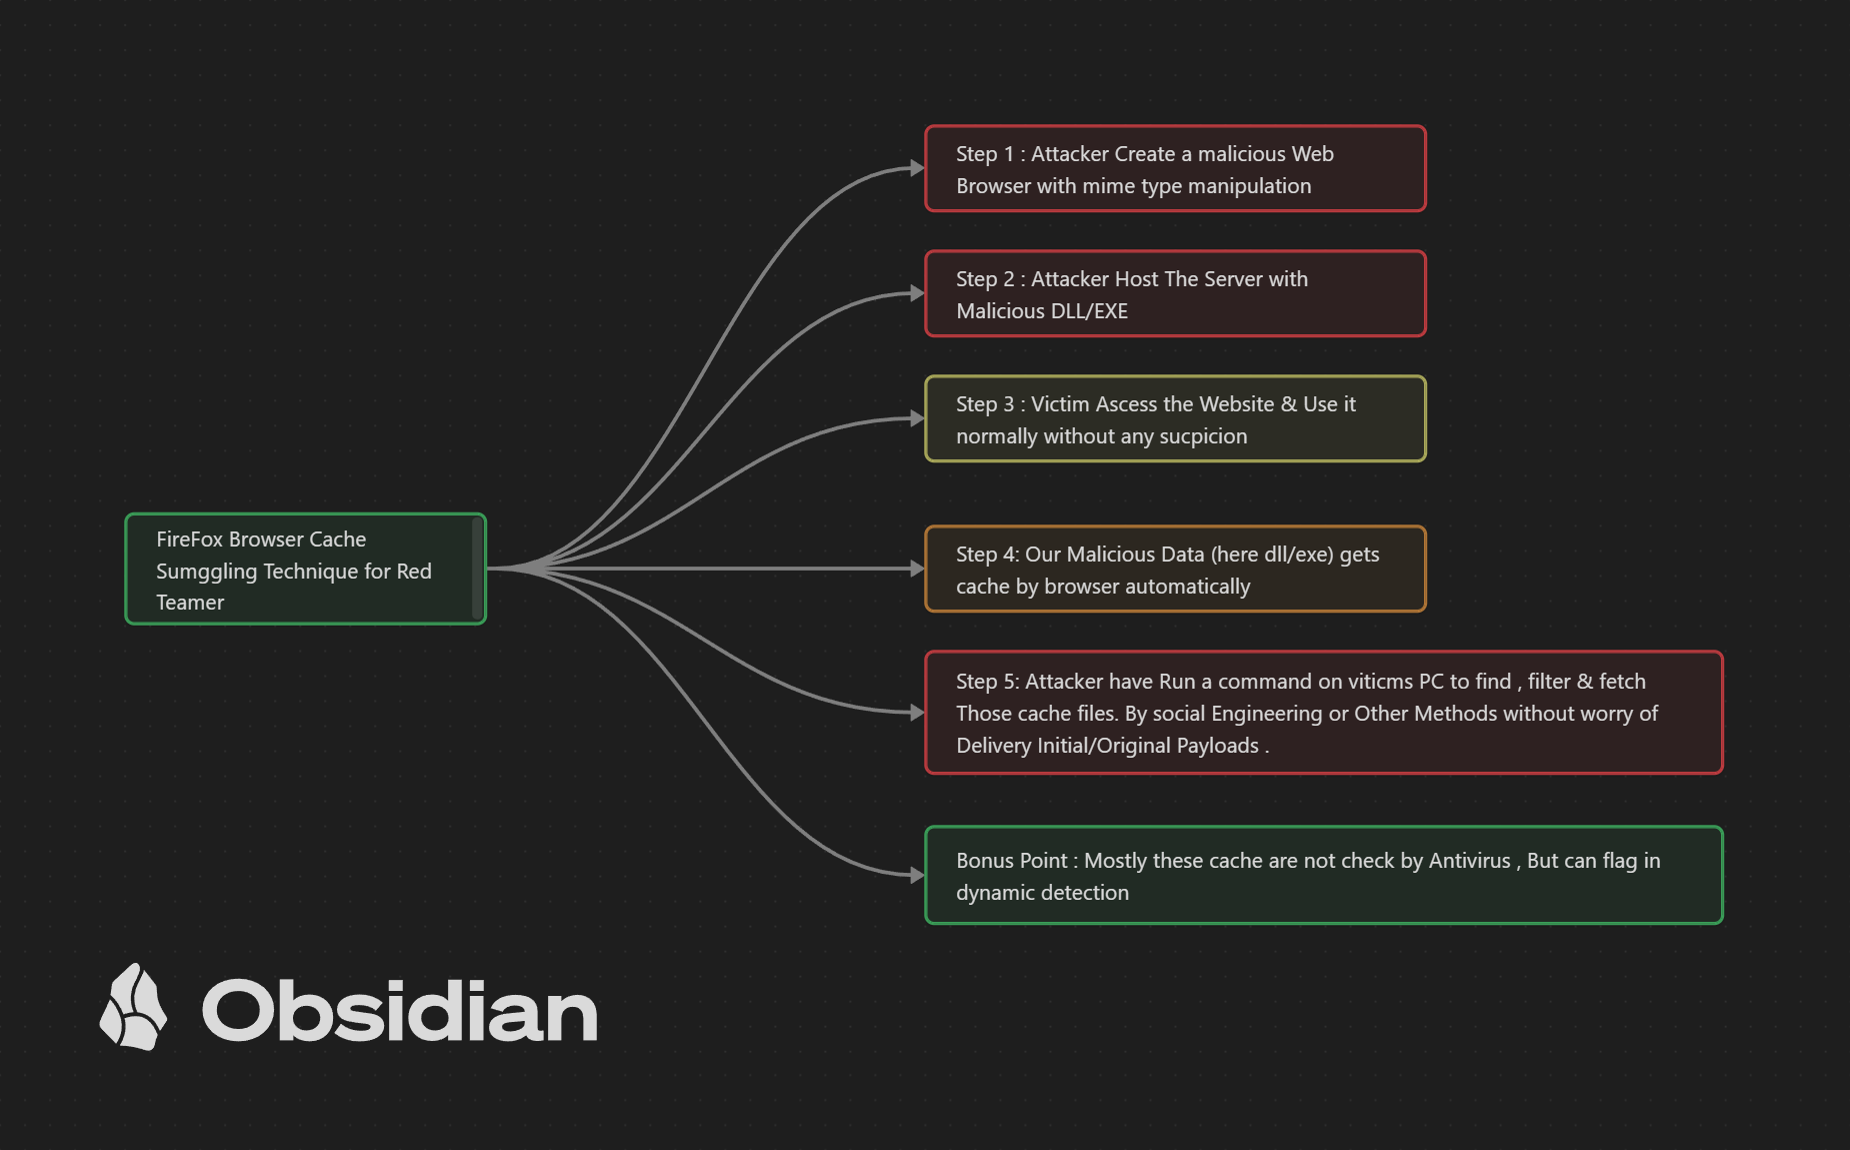 FireFox Browser Cache
Sumggling Technique for Red
Teamer
Step 1 : Attacker Create a malicious Web
Browser with mime type manipulation
Step 2 : Attacker Host The Server with
Malicious DLL/EXE
Step 3 : Victim Ascess the Website & Use it
normally without any sucpicion
Step 4: Our Malicious Data (here dll/exe) gets
cache by browser automatically
Step 5: Attacker have Run a command on viticms PC to find , filter & fetch
Those cache files. By social Engineering or Other Methods without worry of
Delivery Initial/Original Payloads .
Bonus Point : Mostly these cache are not check by Antivirus , But can flag in
dynamic detection
Obsidian